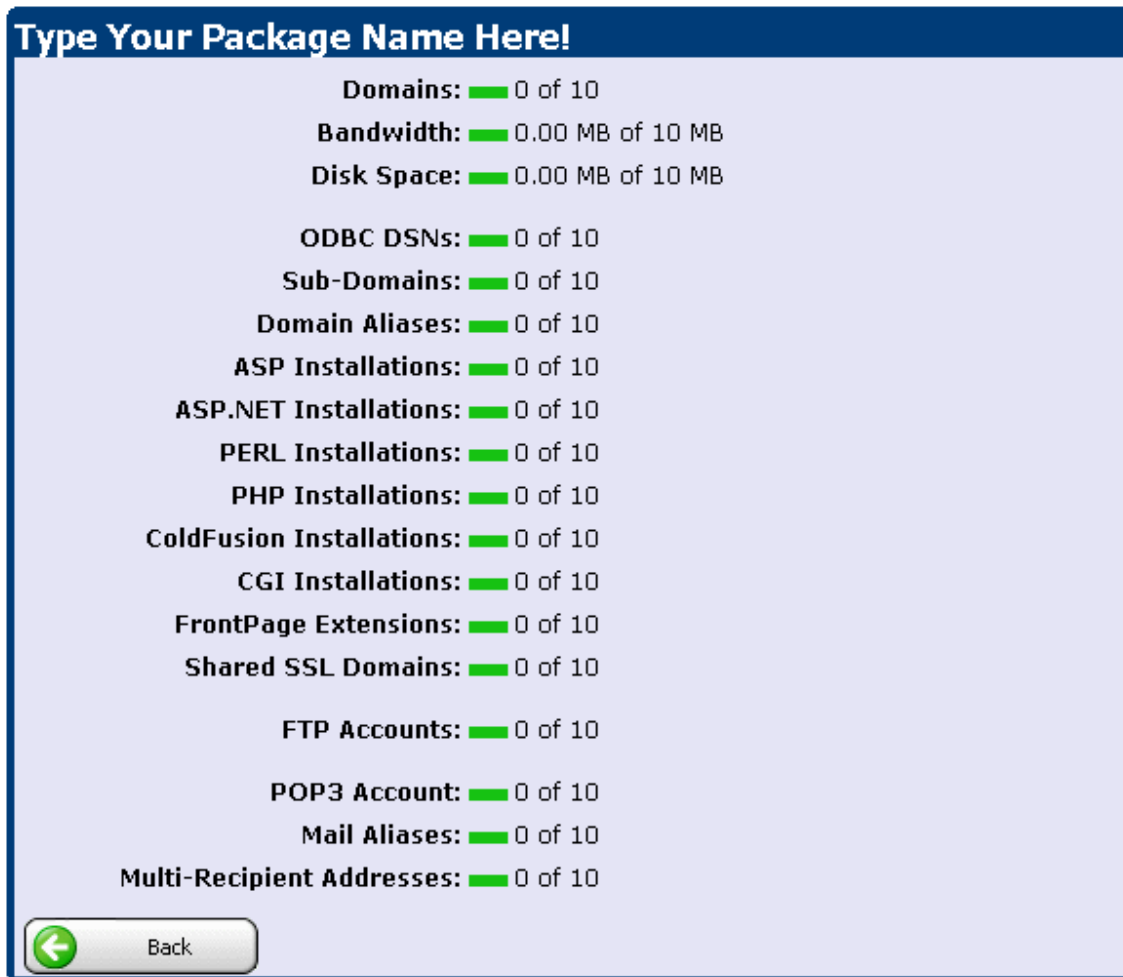 Type Your Package Name Here!
Domains: 0 of 10
Bandwidth: 0.00 MB of 10 MB
Disk Space: 0.00 MB of 10 MB
ODBC DSNs: 0 of 10
Sub-Domains: 0 of 10
Domain Aliases: 0 of 10
ASP Installations: 0 of 10
ASP.NET Installations: 0 of 10
PERL Installations: 0 of 10
PHP Installations: 0 of 10
ColdFusion Installations: 0 of 10
CGI Installations: 0 of 10
FrontPage Extensions: 0 of 10
Shared SSL Domains: 0 of 10
FTP Accounts: 0 of 10
POP3 Account: 0 of 10
Mail Aliases: 0 of 10
Multi-Recipient Addresses: 0 of 10
Back